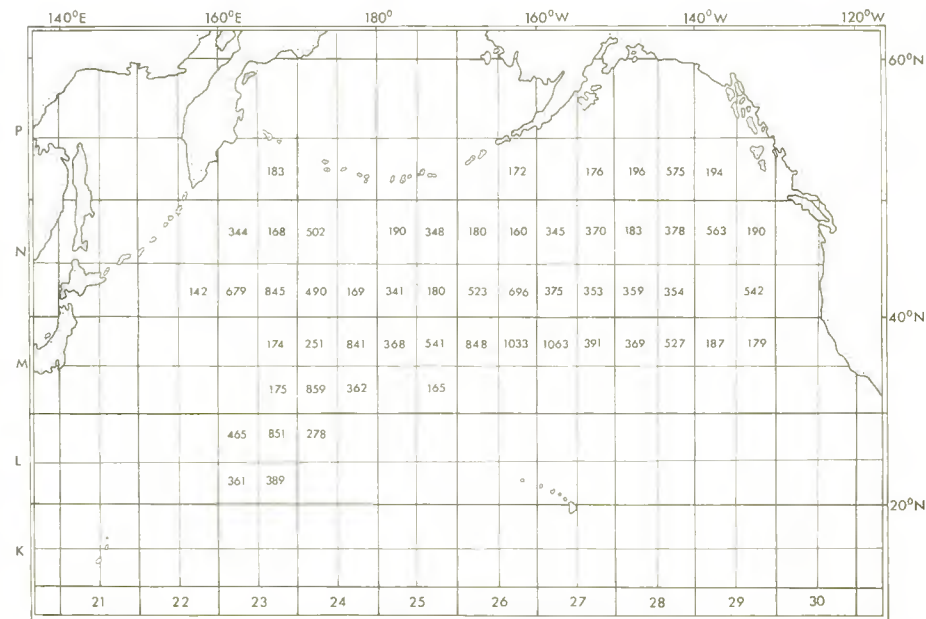 140°E 160°E 180° 160°W 140°W 120°W
60°N
P
183 172 176 196 575 194
344 168 502 190 348 180 160 345 370 183 378 563 190
N
142 679 845 490 169 341 180 523 696 375 353 359 354 542
40°N
174 251 841 368 541 848 1033 1063 391 369 527 187 179
M
175 859 362 165
465 851 278
L
361 389
20°N
K
21 22 23 24 25 26 27 28 29 30